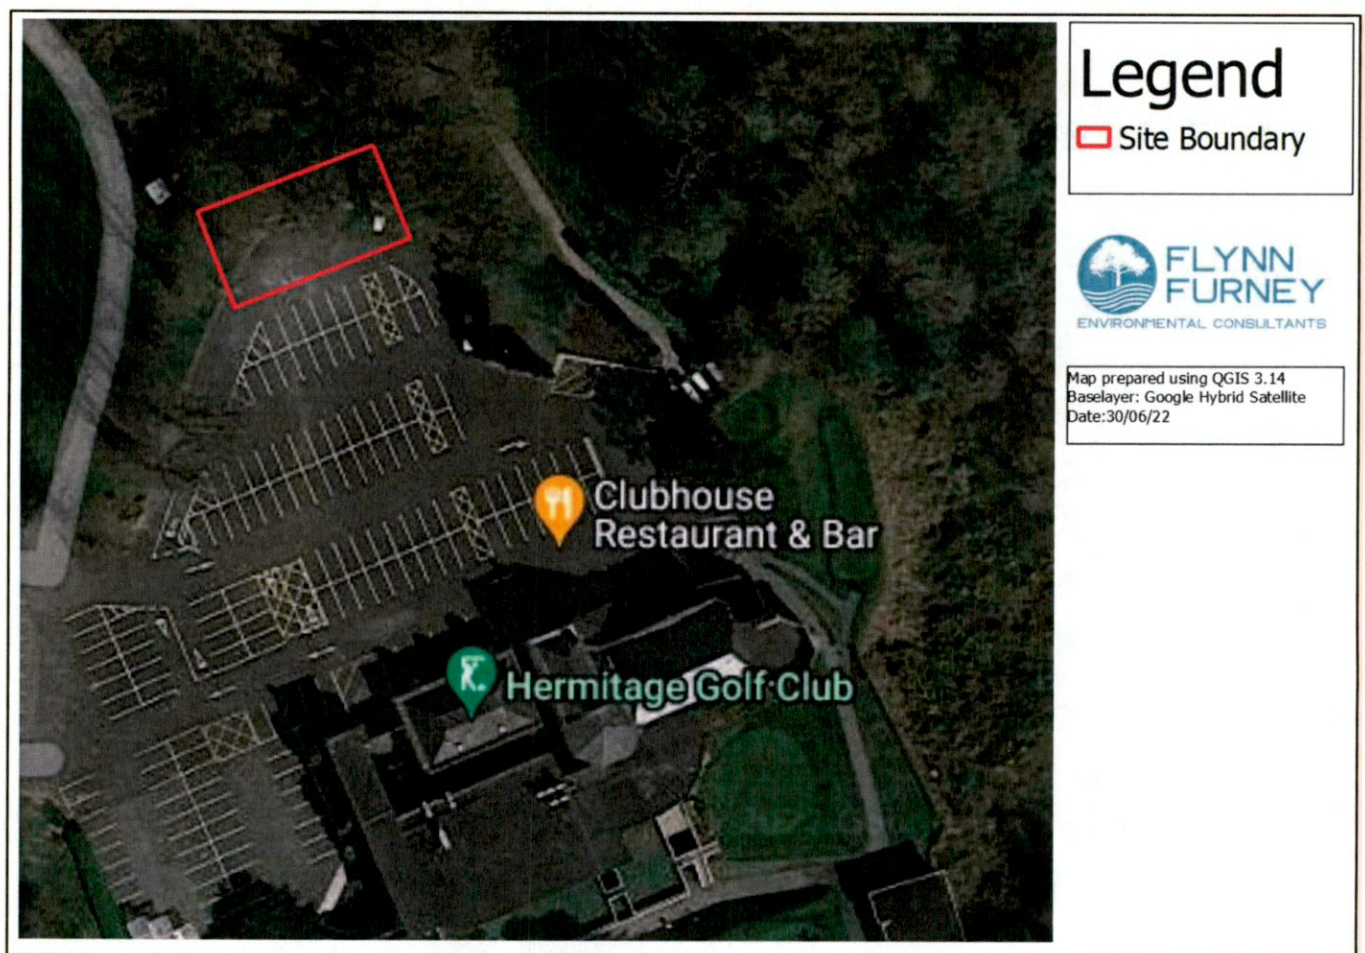 Legend
Site Boundary
FLYNN
FURNEY
ENVIRONMENTAL CONSULTANTS
Map prepared using QGIS 3.14
Baselayer: Google Hybrid Satellite
Date:30/06/22
Clubhouse
Restaurant & Bar
Hermitage Golf Club